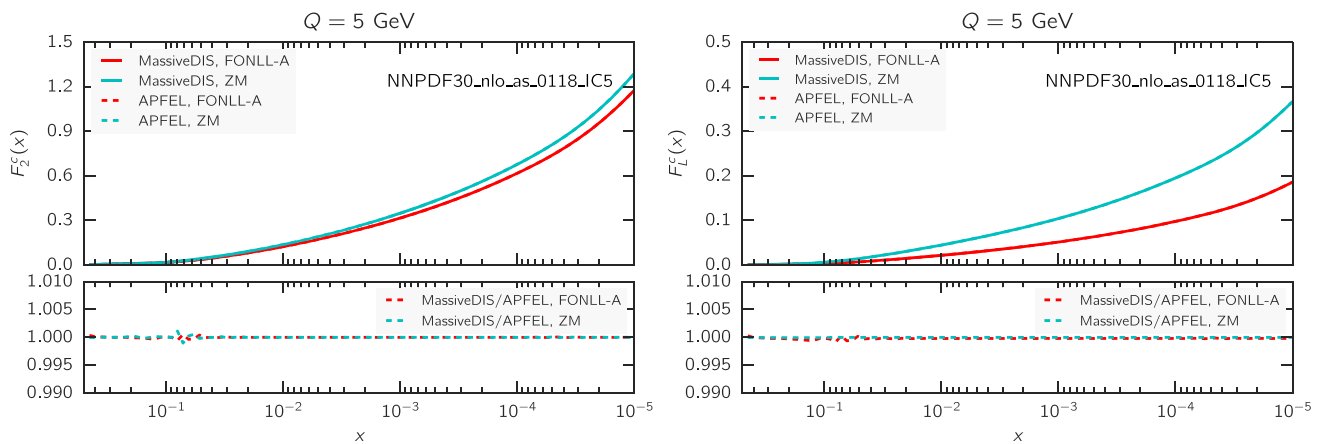 Q = 5 GeV
1.5
1.2
0.9
0.6
0.3
0.0
F₂ᶜ(x)
MassiveDIS, FONLL-A
MassiveDIS, ZM
APFEL, FONLL-A
APFEL, ZM
NNPDF30_nlo_as_0118_IC5
1.010
1.005
1.000
0.995
0.990
MassiveDIS/APFEL, FONLL-A
MassiveDIS/APFEL, ZM
10⁻¹ 10⁻² 10⁻³ 10⁻⁴ 10⁻⁵
x
Q = 5 GeV
0.5
0.4
0.3
0.2
0.1
0.0
F_Lᶜ(x)
MassiveDIS, FONLL-A
MassiveDIS, ZM
APFEL, FONLL-A
APFEL, ZM
NNPDF30_nlo_as_0118_IC5
1.010
1.005
1.000
0.995
0.990
MassiveDIS/APFEL, FONLL-A
MassiveDIS/APFEL, ZM
10⁻¹ 10⁻² 10⁻³ 10⁻⁴ 10⁻⁵
x